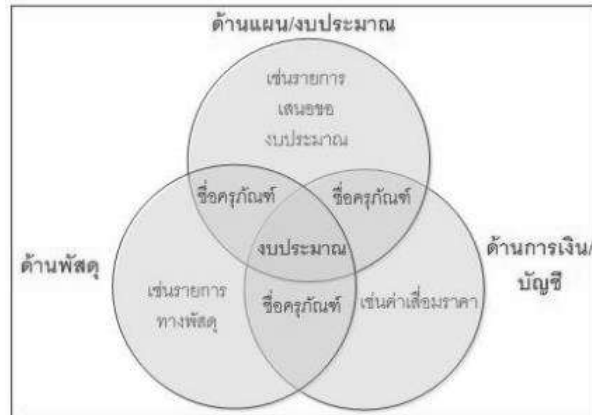 ด้านแผน/งบประมาณ
เช่นรายการ
เสนอขอ
งบประมาณ
ชื่อครุภัณฑ์
ชื่อครุภัณฑ์
งบประมาณ
ด้านพัสดุ
ด้านการเงิน/
บัญชี
เช่นรายการ
ทางพัสดุ
ชื่อครุภัณฑ์
เช่นค่าเสื่อมราคา